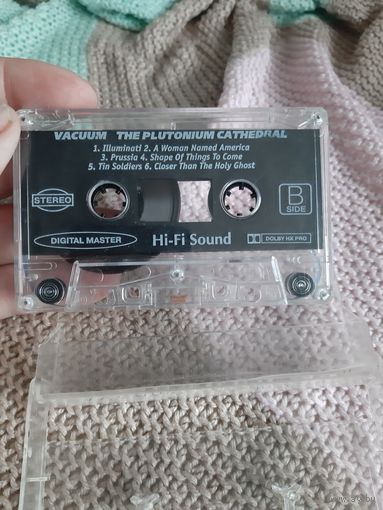 VACUUM THE PLUTONIUM CATHEDRAL
1. Illuminati 2. A Woman Named America
3. Prussia 4. Shape Of Things To Come
5. Tin Soldiers 6. Closer Than The Holy Ghost
STEREO
B
SIDE
DIGITAL MASTER
Hi-Fi Sound
DOLBY HX PRO